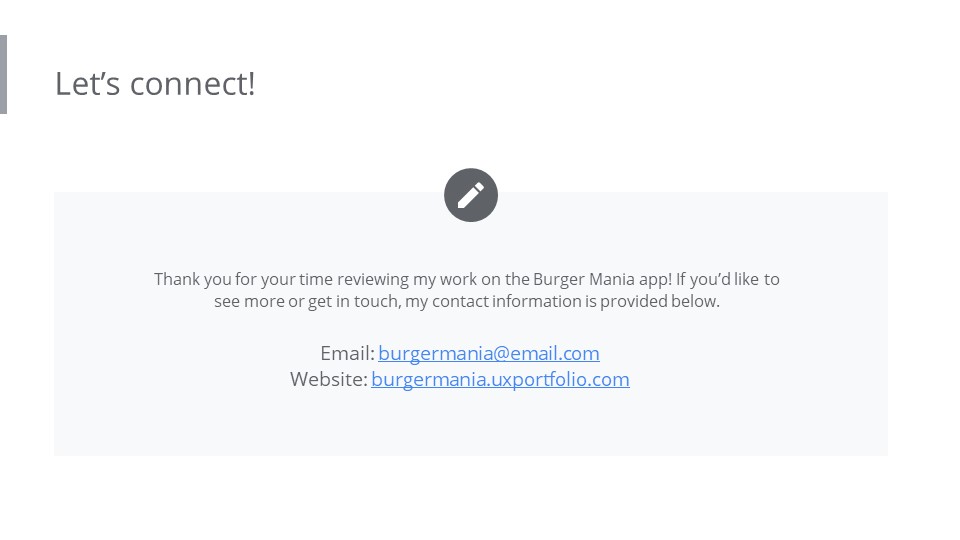 Let’s connect!
Thank you for your time reviewing my work on the Burger Mania app! If you’d like to
see more or get in touch, my contact information is provided below.
Email: burgermania@email.com
Website: burgermania.uxportfolio.com